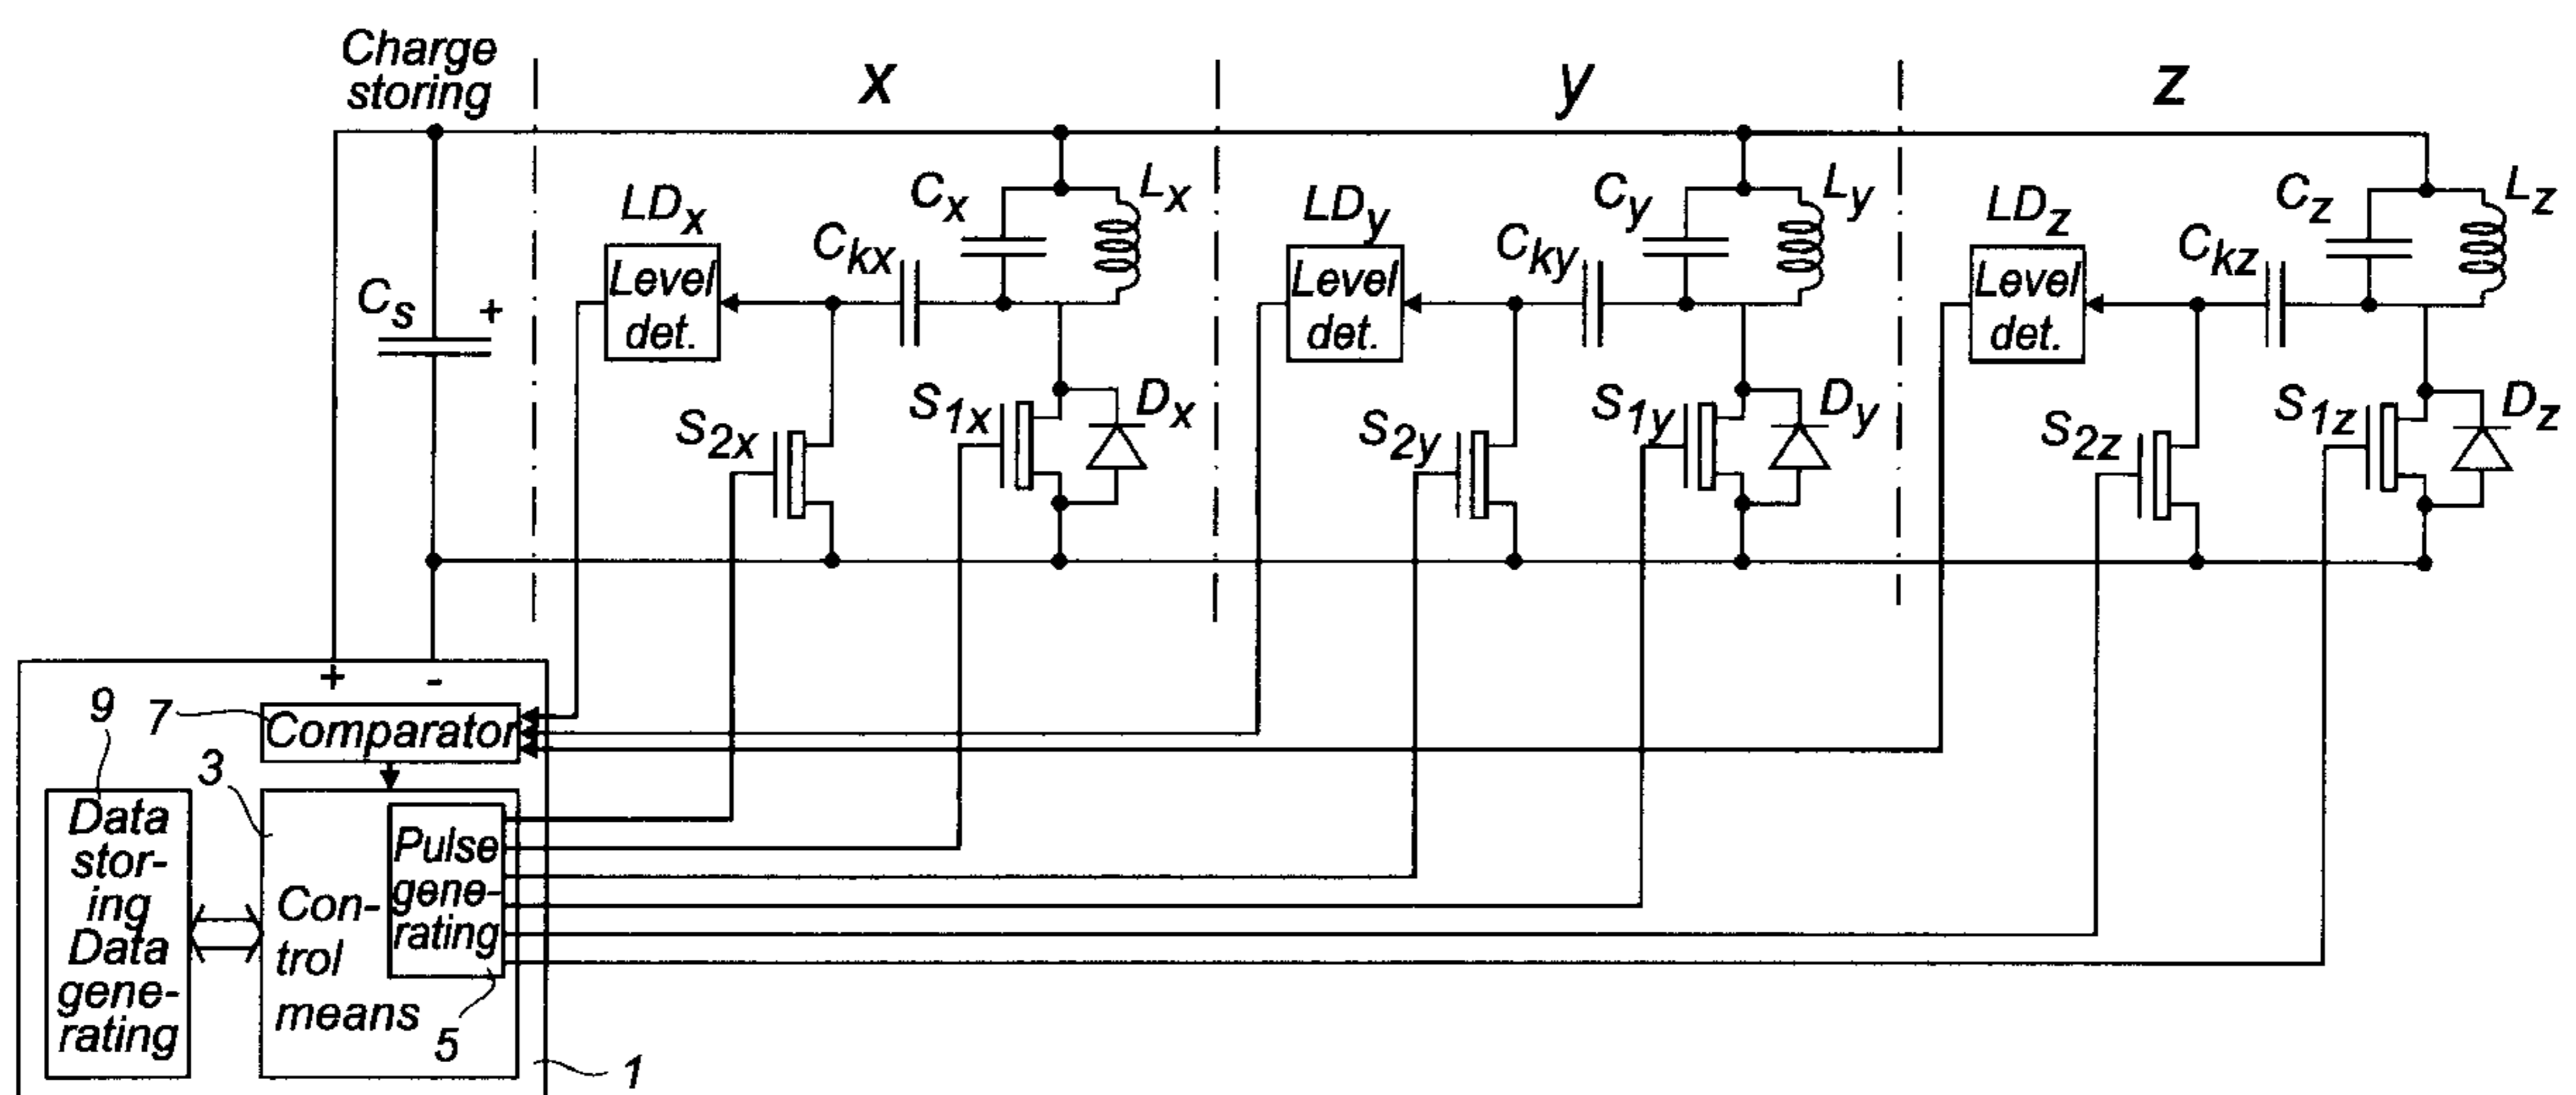 Charge
storing
x
y
z
LDx
Cx
Lx
LDy
Cy
Ly
LDz
Cz
Lz
Ckx
Cky
Ckz
Level
det.
Level
det.
Level
det.
Cs
+
S2x
S1x
Dx
S2y
S1y
Dy
S2z
S1z
Dz
+
-
9
7
Comparator
3
Data
stor-
ing
Data
gene-
rating
Con-
trol
means
Pulse
gene-
rating
5
1